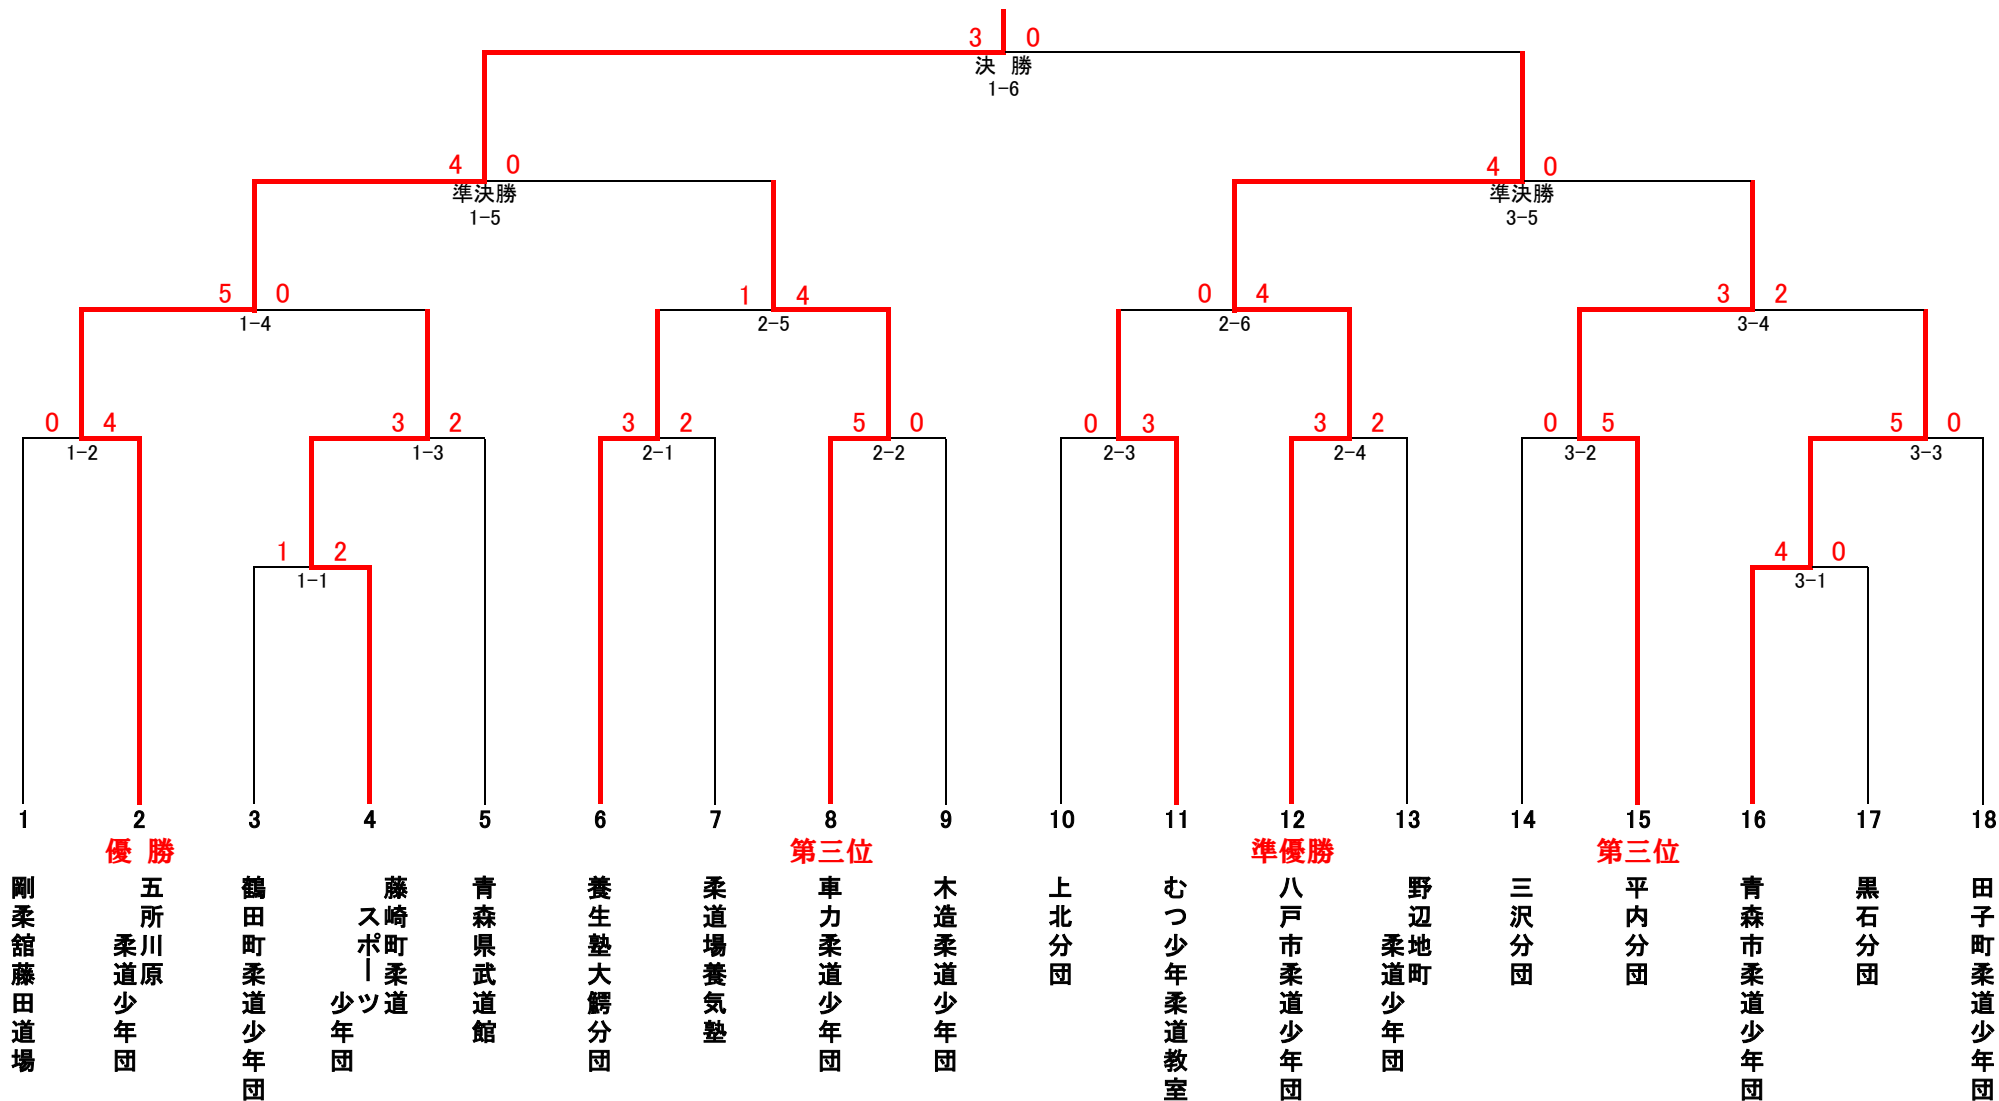 3 0
決 勝
1-6
4 0
準決勝
1-5
4 0
準決勝
3-5
5 0
1-4
1 4
2-5
0 4
2-6
3 2
3-4
0 4
1-2
3 2
1-3
3 2
2-1
5 0
2-2
0 3
2-3
3 2
2-4
0 5
3-2
5 0
3-3
1 2
1-1
4 0
3-1
1 2 3 4 5 6 7 8 9 10 11 12 13 14 15 16 17 18
優 勝
第三位
準優勝
第三位
剛柔舘藤田道場
五所川原
柔道少年団
鶴田町柔道少年団
藤崎町柔道
スポーツ
少年団
青森県武道館
養生塾大鰐分団
柔道場養気塾
車力柔道少年団
木造柔道少年団
上北分団
むつ少年柔道教室
八戸市柔道少年団
野辺地町
柔道少年団
三沢分団
平内分団
青森市柔道少年団
黒石分団
田子町柔道少年団